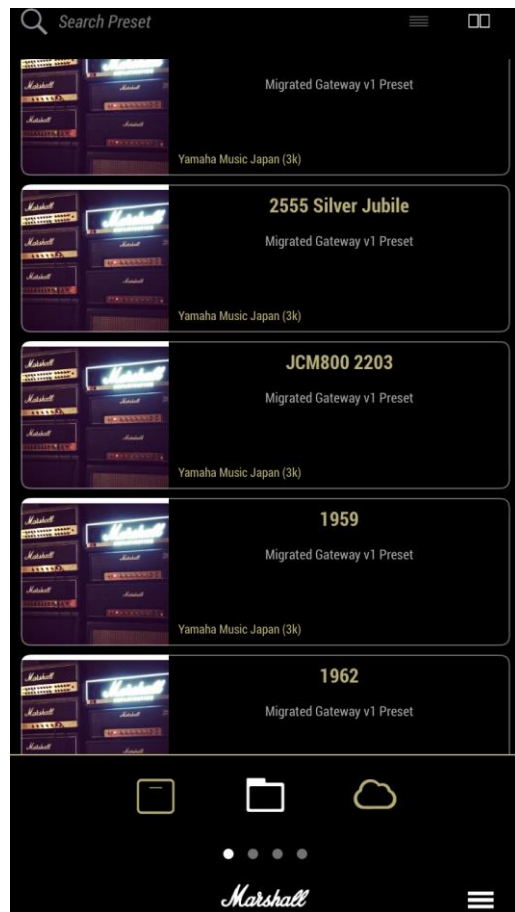 Search Preset
Migrated Gateway v1 Preset
Yamaha Music Japan (3k)
2555 Silver Jubile
Migrated Gateway v1 Preset
Yamaha Music Japan (3k)
JCM800 2203
Migrated Gateway v1 Preset
Yamaha Music Japan (3k)
1959
Migrated Gateway v1 Preset
Yamaha Music Japan (3k)
1962
Migrated Gateway v1 Preset
Marshall